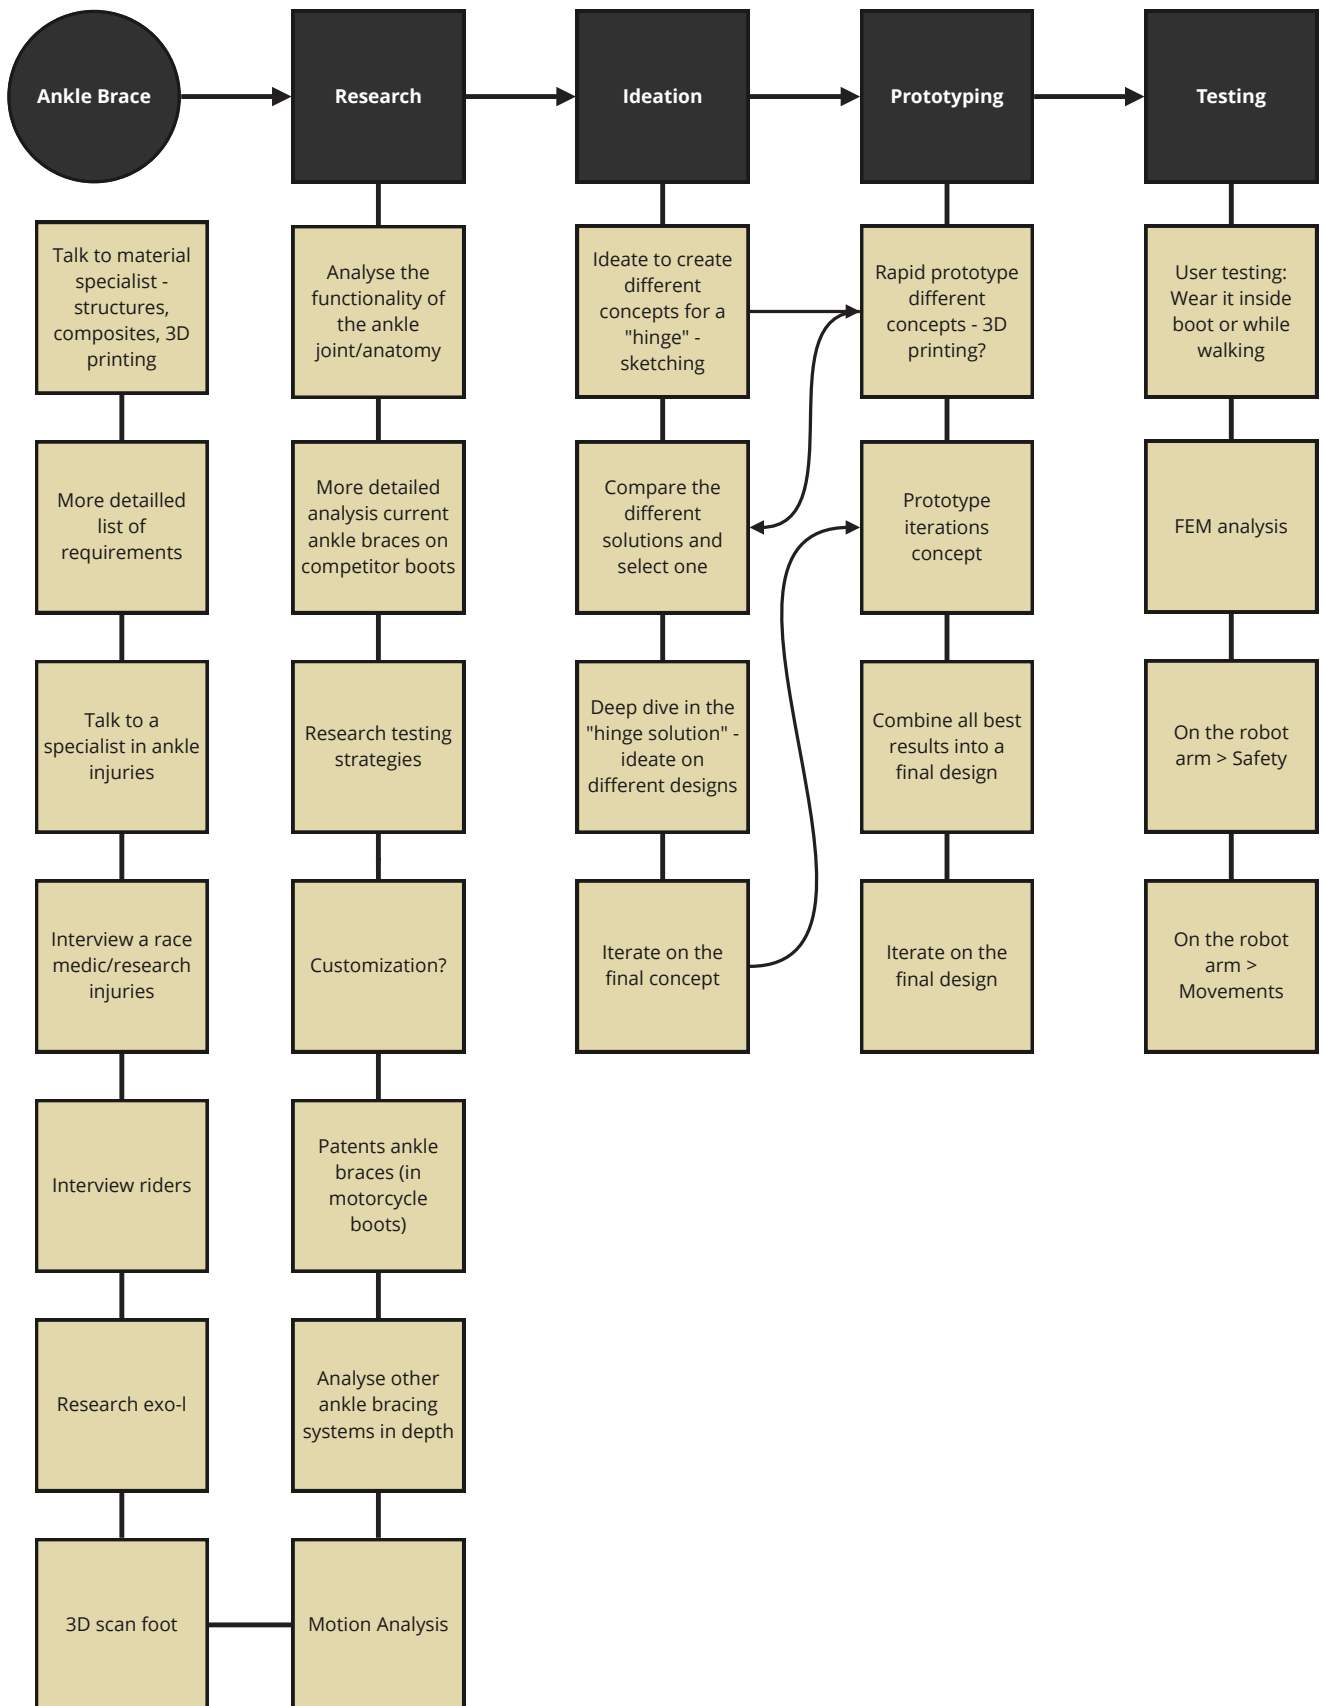 Ankle Brace
Research
Ideation
Prototyping
Testing
Talk to material
specialist -
structures,
composites, 3D
printing
More detailled
list of
requirements
Talk to a
specialist in ankle
injuries
Interview a race
medic/research
injuries
Interview riders
Research exo-l
3D scan foot
Analyse the
functionality of
the ankle
joint/anatomy
More detailed
analysis current
ankle braces on
competitor boots
Research testing
strategies
Customization?
Patents ankle
braces (in
motorcycle
boots)
Analyse other
ankle bracing
systems in depth
Motion Analysis
Ideate to create
different
concepts for a
"hinge" -
sketching
Compare the
different
solutions and
select one
Deep dive in the
"hinge solution" -
ideate on
different designs
Iterate on the
final concept
Rapid prototype
different
concepts - 3D
printing?
Prototype
iterations
concept
Combine all best
results into a
final design
Iterate on the
final design
User testing:
Wear it inside
boot or while
walking
FEM analysis
On the robot
arm > Safety
On the robot
arm >
Movements